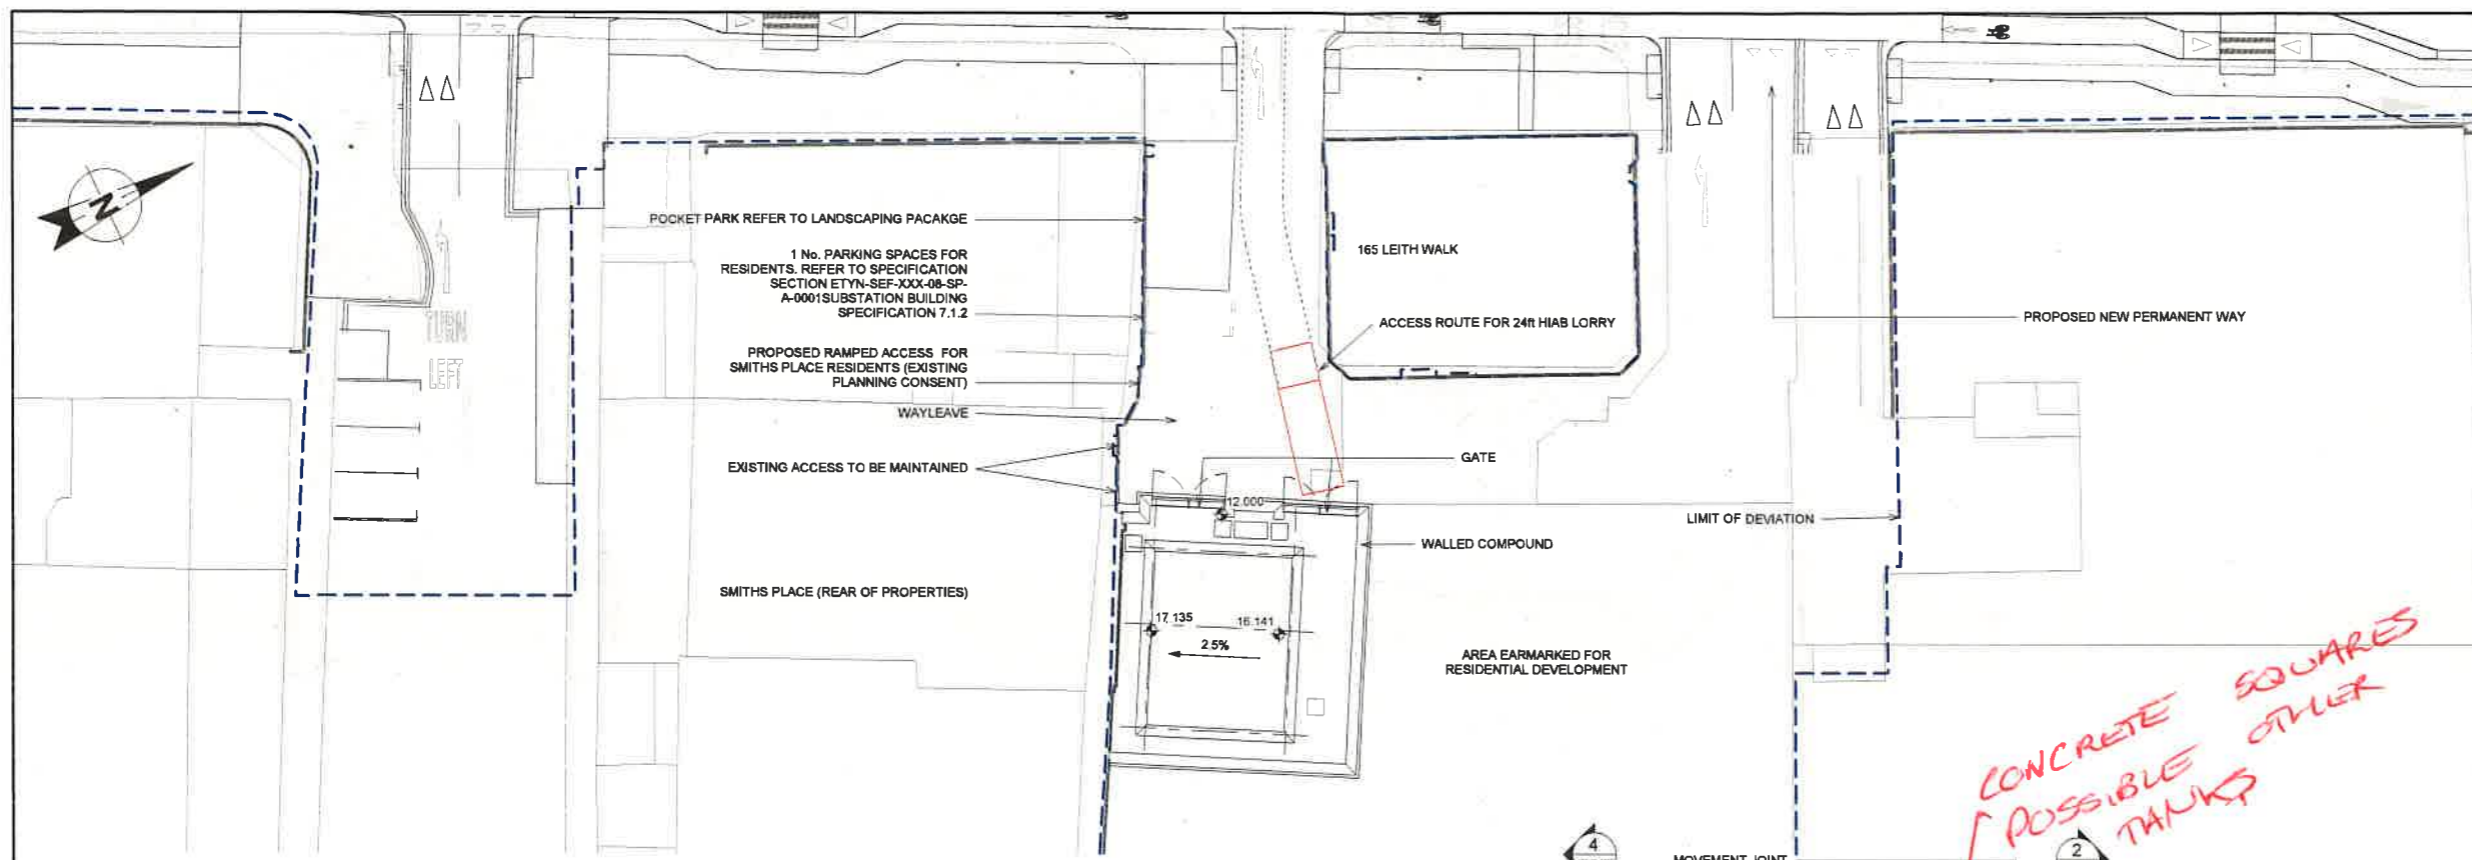 N
TURN
LEFT
POCKET PARK REFER TO LANDSCAPING PACAKGE
1 No. PARKING SPACES FOR
RESIDENTS. REFER TO SPECIFICATION
SECTION ETYN-SEF-XXX-08-SP-
A-0001SUBSTATION BUILDING
SPECIFICATION 7.1.2
PROPOSED RAMPED ACCESS FOR
SMITHS PLACE RESIDENTS (EXISTING
PLANNING CONSENT)
WAYLEAVE
EXISTING ACCESS TO BE MAINTAINED
SMITHS PLACE (REAR OF PROPERTIES)
165 LEITH WALK
ACCESS ROUTE FOR 24ft HIAB LORRY
GATE
12.000
WALLED COMPOUND
17.135
16.141
2.5%
PROPOSED NEW PERMANENT WAY
LIMIT OF DEVIATION
AREA EARMARKED FOR
RESIDENTIAL DEVELOPMENT
CONCRETE SQUARES
POSSIBLE OTHER
TANKS
4
MOVEMENT JOINT
2